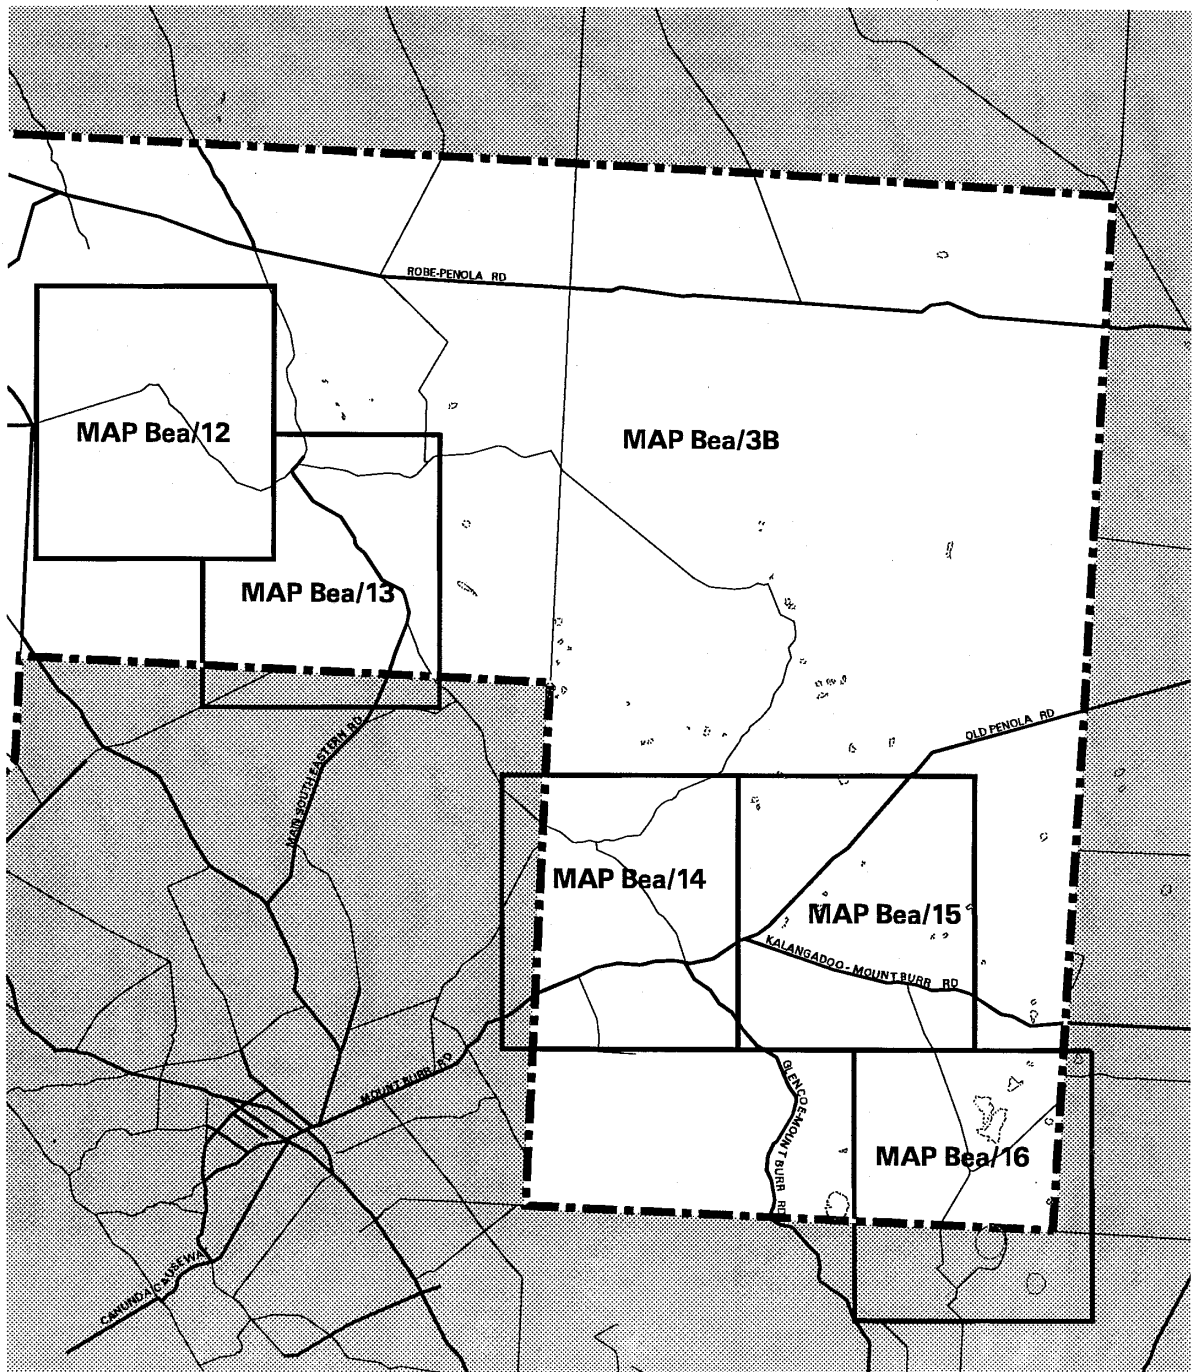 ROBE-PENOLA RD
MAP Bea/12
MAP Bea/3B
MAP Bea/13
OLD PENOLA RD
MAIN SOUTH EASTERN RD
MAP Bea/14
MAP Bea/15
KALANGADOO-MOUNT BURR RD
MOUNT BURR RD
GLENCOE-MOUNT BURR RD
MAP Bea/16
CANUNDA CAUSEWAY